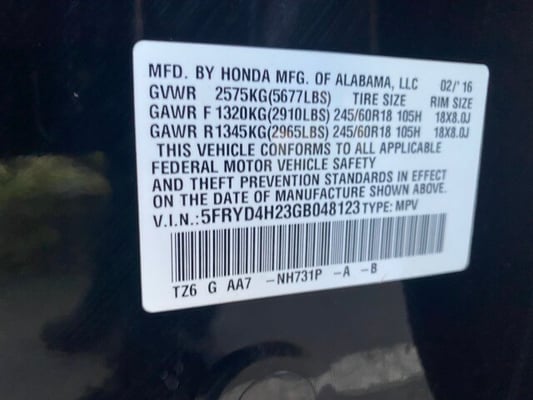 MFD. BY HONDA MFG. OF ALABAMA, LLC 02/'16
GVWR 2575KG(5677LBS) TIRE SIZE RIM SIZE
GAWR F 1320KG(2910LBS) 245/60R18 105H 18X8.0J
GAWR R1345KG(2965LBS) 245/60R18 105H 18X8.0J
THIS VEHICLE CONFORMS TO ALL APPLICABLE
FEDERAL MOTOR VEHICLE SAFETY
AND THEFT PREVENTION STANDARDS IN EFFECT
ON THE DATE OF MANUFACTURE SHOWN ABOVE.
V.I.N.:5FRYD4H23GB048123 TYPE: MPV
TZ6 G AA7 -NH731P -A -B